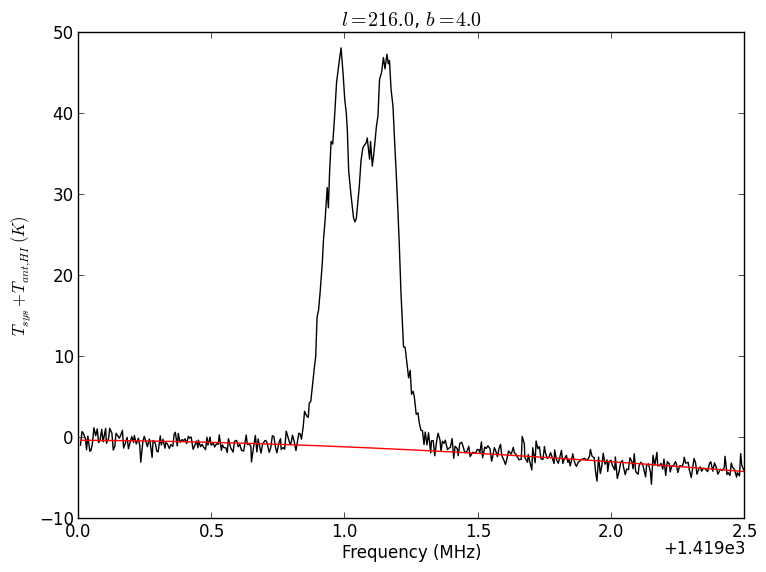 l = 216.0, b = 4.0
50
40
30
20
10
0
−10
T_sys + T_ant,HI (K)
0.0 0.5 1.0 1.5 2.0 2.5
Frequency (MHz)
+1.419e3